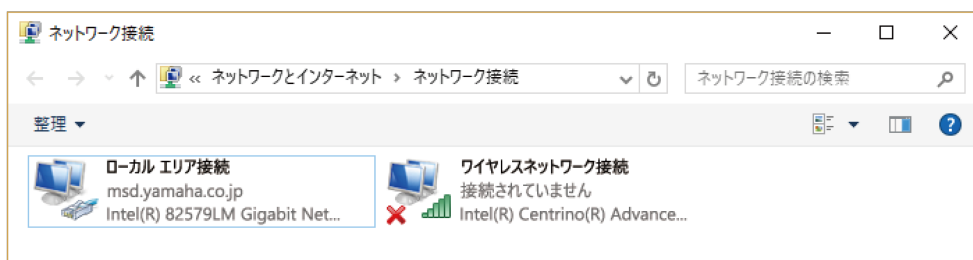 ネットワーク接続
« ネットワークとインターネット › ネットワーク接続
ネットワーク接続の検索
整理
ローカル エリア接続
msd.yamaha.co.jp
Intel(R) 82579LM Gigabit Net...
ワイヤレスネットワーク接続
接続されていません
Intel(R) Centrino(R) Advance...